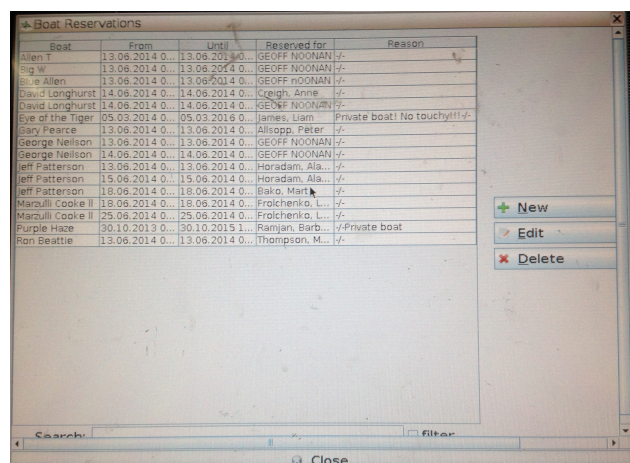 Boat Reservations
Boat From Until Reserved for Reason
Allen T 13.06.2014 0... 13.06.2014 0... GEOFF NOONAN -/-
Big W 13.06.2014 0... 13.06.2014 0... GEOFF NOONAN -/-
Blue Allen 13.06.2014 0... 13.06.2014 0... GEOFF nOONAN -/-
David Longhurst 14.06.2014 0... 14.06.2014 0... Creigh, Anne -/-
David Longhurst 14.06.2014 0... 14.06.2014 0... GEOFF NOONAN -/-
Eye of the Tiger 05.03.2014 0... 05.03.2016 0... James, Liam Private boat! No touchy!!!-/-
Gary Pearce 13.06.2014 0... 13.06.2014 0... Allsopp, Peter -/-
George Neilson 13.06.2014 0... 13.06.2014 0... GEOFF NOONAN -/-
George Neilson 14.06.2014 0... 14.06.2014 0... GEOFF NOONAN -/-
Jeff Patterson 13.06.2014 0... 13.06.2014 0... Horadam, Ala... -/-
Jeff Patterson 15.06.2014 0... 15.06.2014 0... Horadam, Ala... -/-
Jeff Patterson 18.06.2014 0... 18.06.2014 0... Bako, Mart -/-
Marzulli Cooke II 18.06.2014 0... 18.06.2014 0... Frolchenko, L... -/-
Marzulli Cooke II 25.06.2014 0... 25.06.2014 0... Frolchenko, L... -/-
Purple Haze 30.10.2013 0... 30.10.2015 1... Ramjan, Barb... -/-Private boat
Ron Beattie 13.06.2014 0... 13.06.2014 0... Thompson, M... -/-
New
Edit
Delete
Search: filter
Close